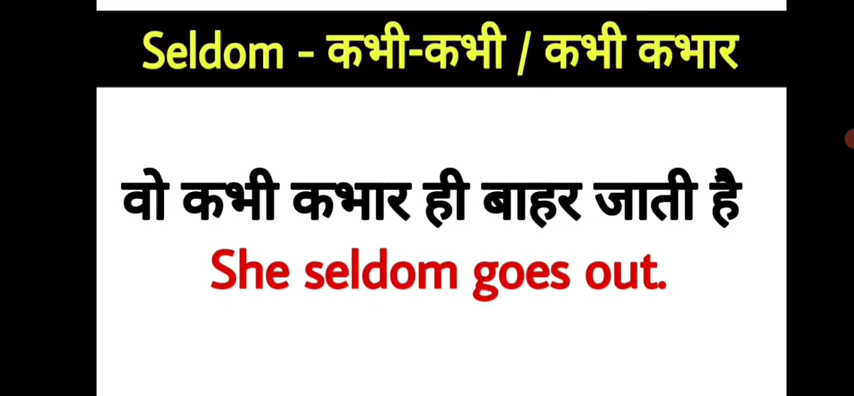 Seldom - कभी-कभी / कभी कभार
वो कभी कभार ही बाहर जाती है
She seldom goes out.